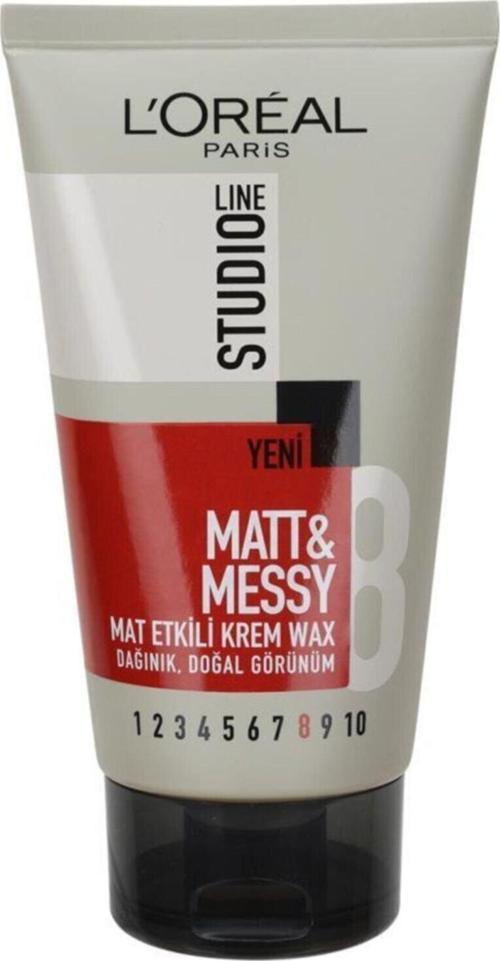 L'ORÉAL
PARiS
STUDIO LINE
YENİ
8
MATT&
MESSY
MAT ETKİLİ KREM WAX
DAĞINIK, DOĞAL GÖRÜNÜM
1 2 3 4 5 6 7 8 9 10